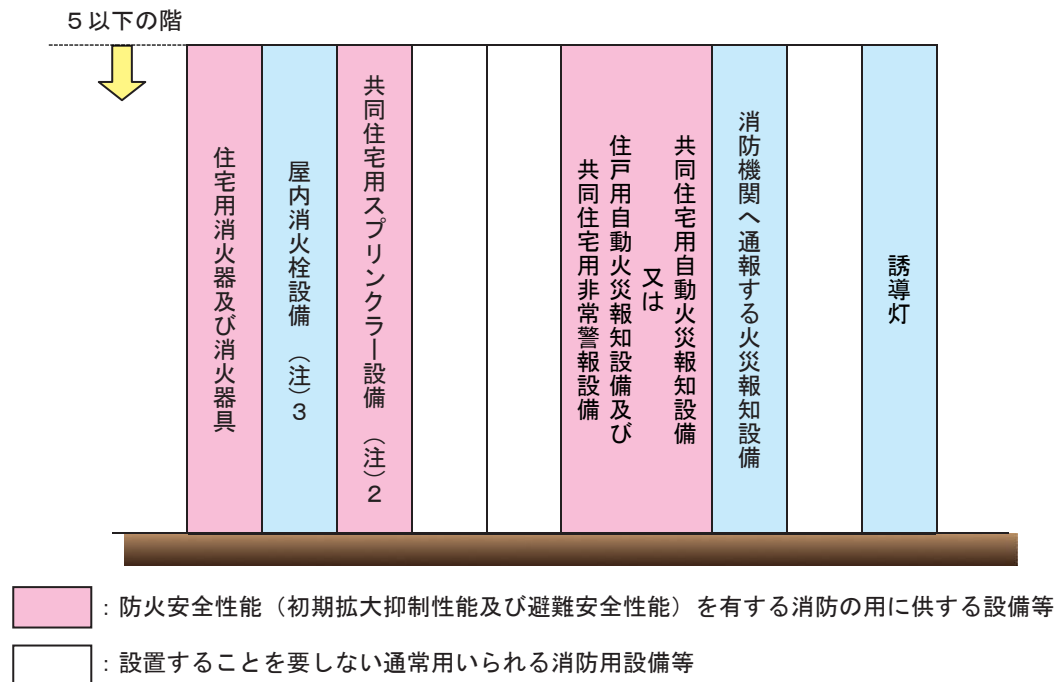 5以下の階
住宅用消火器及び消火器具
屋内消火栓設備 (注)3
共同住宅用スプリンクラー設備 (注)2
共同住宅用自動火災報知設備
又は
住戸用自動火災報知設備及び
共同住宅用非常警報設備
消防機関へ通報する火災報知設備
誘導灯
：防火安全性能（初期拡大抑制性能及び避難安全性能）を有する消防の用に供する設備等
：設置することを要しない通常用いられる消防用設備等